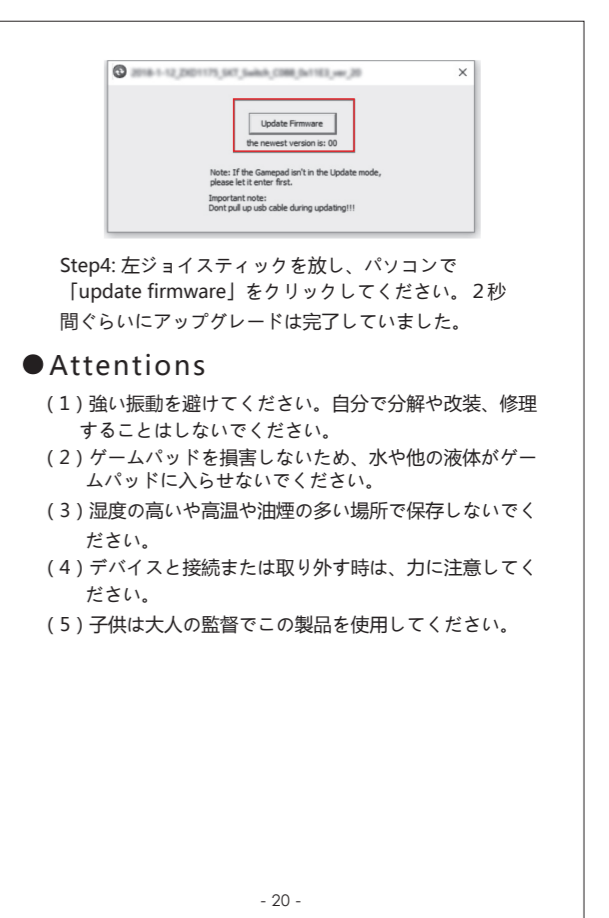 ×
Update Firmware
the newest version is: 00
Note: If the Gamepad isn't in the Update mode,
please let it enter first.
Important note:
Dont pull up usb cable during updating!!!
Step4: 左ジョイスティックを放し、パソコンで
「update firmware」をクリックしてください。２秒
間ぐらいにアップグレードは完了していました。
●Attentions
(１) 強い振動を避けてください。自分で分解や改装、修理
することはしないでください。
(２) ゲームパッドを損害しないため、水や他の液体がゲー
ムパッドに入らせないでください。
(３) 湿度の高いや高温や油煙の多い場所で保存しないでく
ださい。
(４) デバイスと接続または取り外す時は、力に注意してく
ださい。
(５) 子供は大人の監督でこの製品を使用してください。
- 20 -